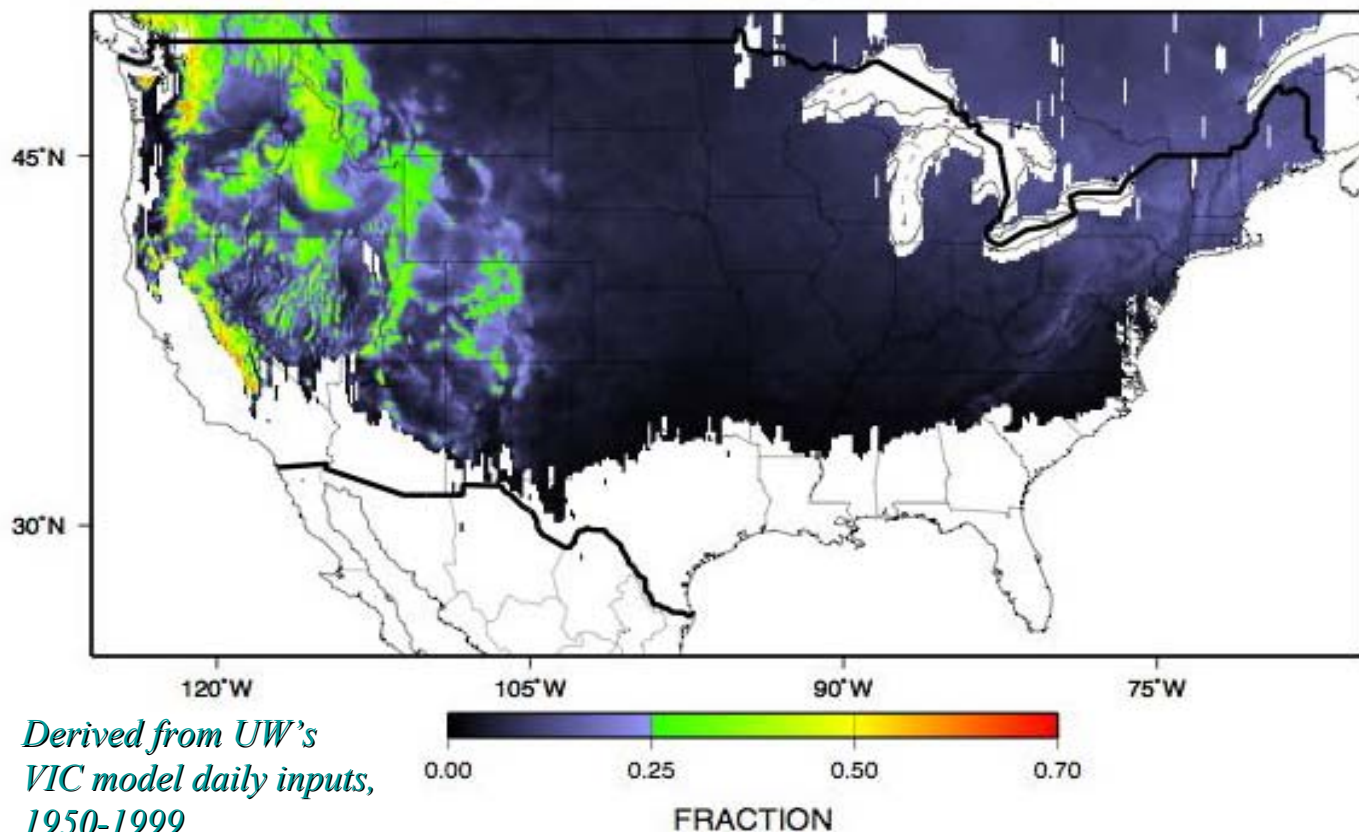 45°N
30°N
120°W
105°W
90°W
75°W
Derived from UW's
VIC model daily inputs,
1950-1999
0.00
0.25
0.50
0.70
FRACTION